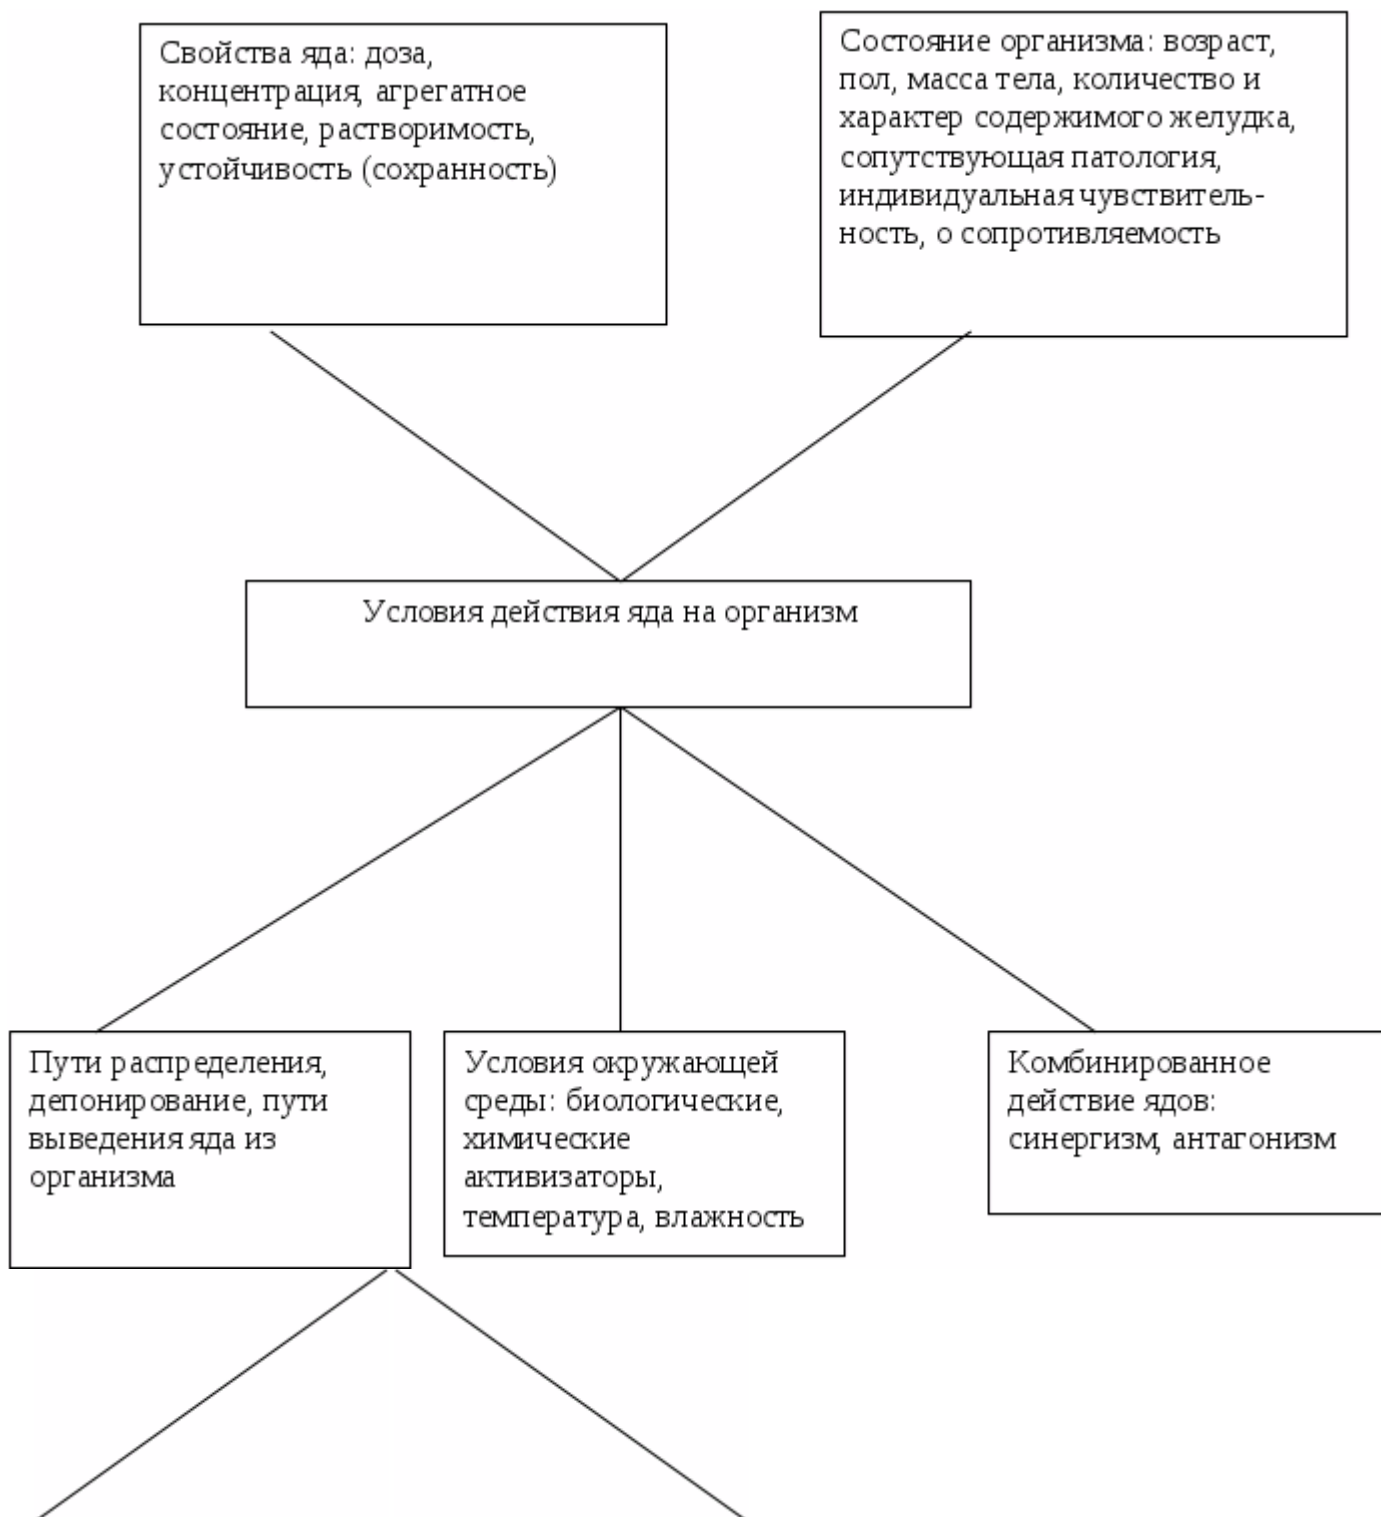 Свойства яда: доза,
концентрация, агрегатное
состояние, растворимость,
устойчивость (сохранность)
Состояние организма: возраст,
пол, масса тела, количество и
характер содержимого желудка,
сопутствующая патология,
индивидуальная чувствитель-
ность, о сопротивляемость
Условия действия яда на организм
Пути распределения,
депонирование, пути
выведения яда из
организма
Условия окружающей
среды: биологические,
химические
активизаторы,
температура, влажность
Комбинированное
действие ядов:
синергизм, антагонизм